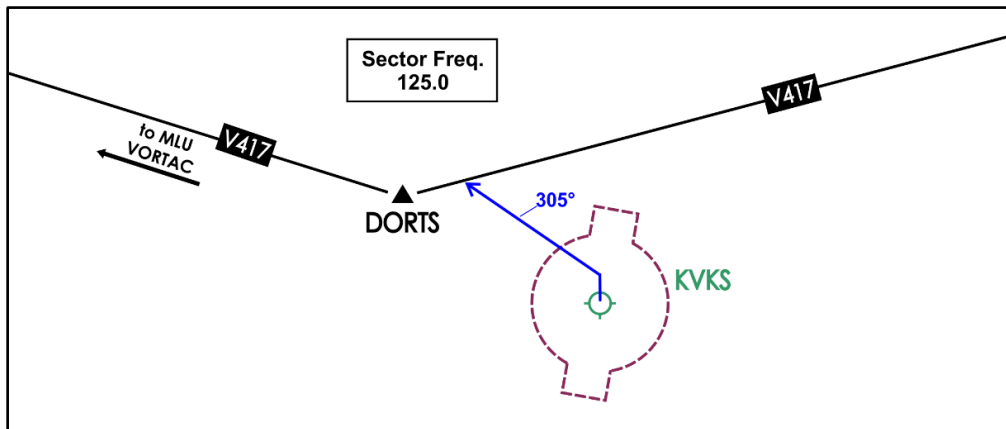 Sector Freq.
125.0
V417
V417
to MLU
VORTAC
305°
DORTS
KVKS